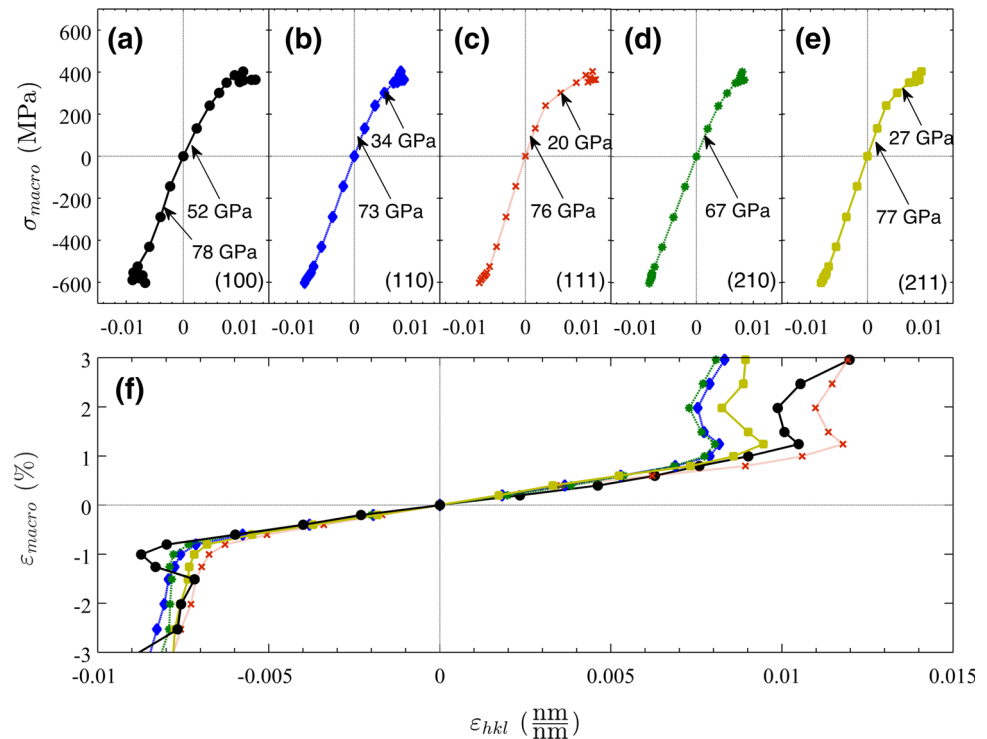 600
400
200
0
-200
-400
-600
σmacro (MPa)
(a)
52 GPa
78 GPa
(100)
(b)
34 GPa
73 GPa
(110)
(c)
20 GPa
76 GPa
(111)
(d)
67 GPa
(210)
(e)
27 GPa
77 GPa
(211)
-0.01 0 0.01
-0.01 0 0.01
-0.01 0 0.01
-0.01 0 0.01
-0.01 0 0.01
(f)
3
2
1
0
-1
-2
-3
εmacro (%)
-0.01 -0.005 0 0.005 0.01 0.015
εhkl (nm/nm)